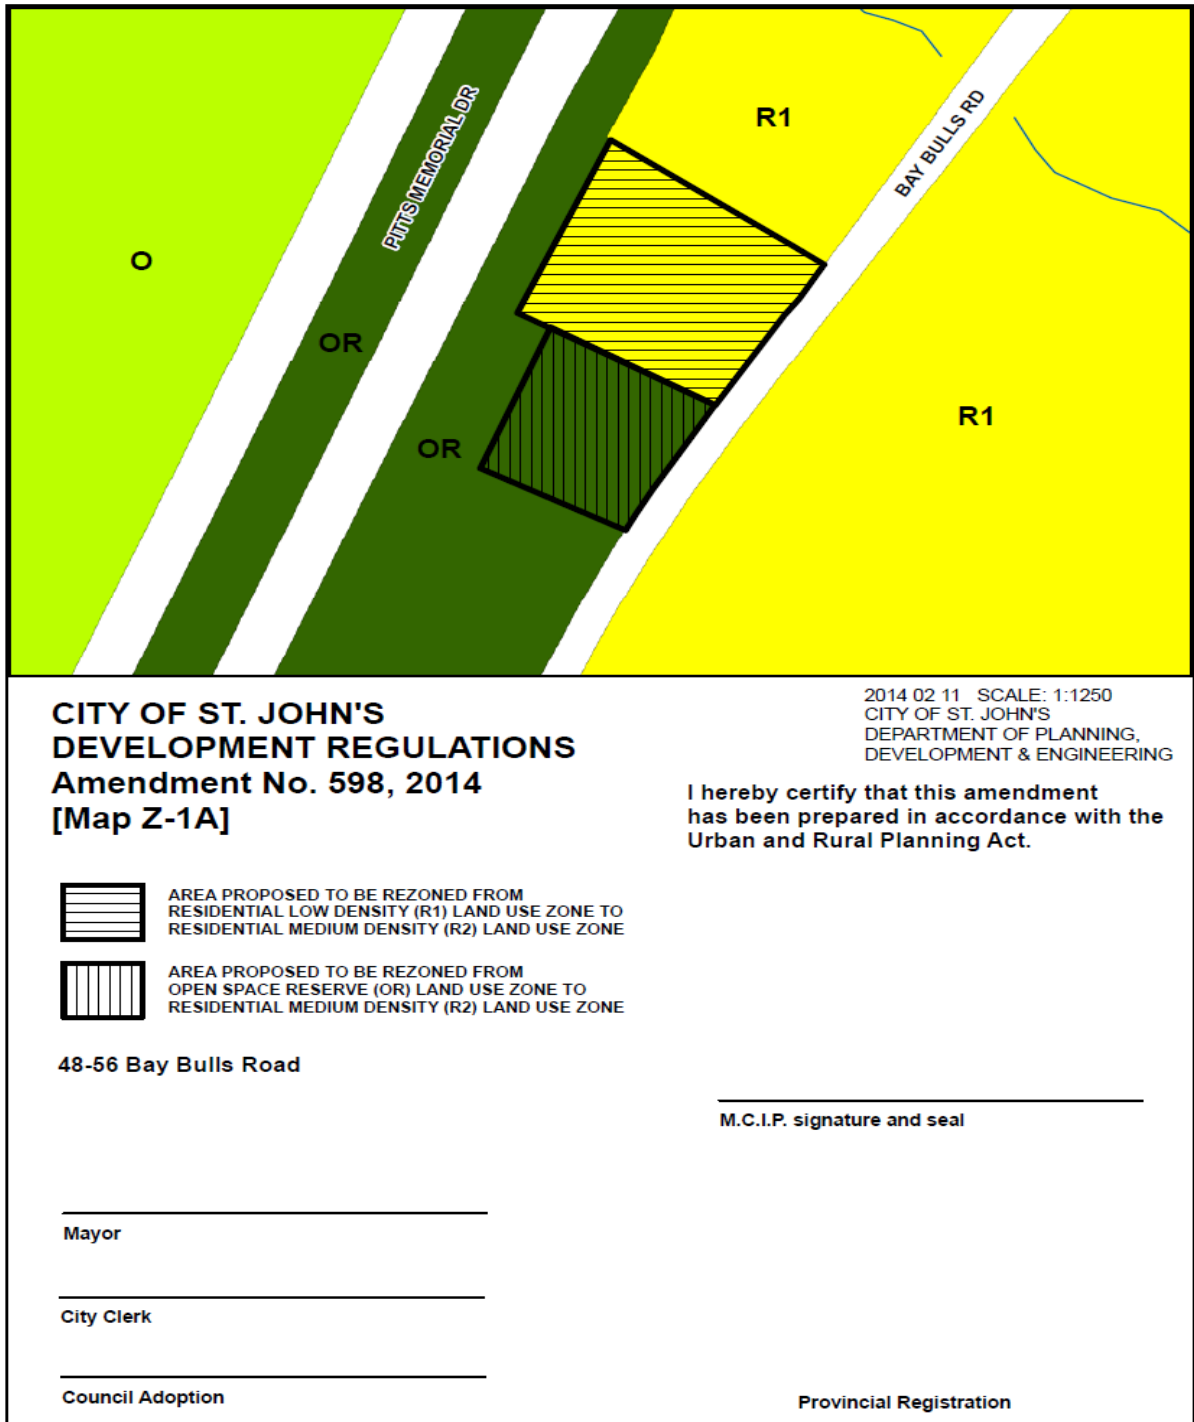 R1
BAY BULLS RD
PITTS MEMORIAL DR
O
OR
R1
OR
CITY OF ST. JOHN'S
DEVELOPMENT REGULATIONS
Amendment No. 598, 2014
[Map Z-1A]
2014 02 11 SCALE: 1:1250
CITY OF ST. JOHN'S
DEPARTMENT OF PLANNING,
DEVELOPMENT & ENGINEERING
I hereby certify that this amendment
has been prepared in accordance with the
Urban and Rural Planning Act.
AREA PROPOSED TO BE REZONED FROM
RESIDENTIAL LOW DENSITY (R1) LAND USE ZONE TO
RESIDENTIAL MEDIUM DENSITY (R2) LAND USE ZONE
AREA PROPOSED TO BE REZONED FROM
OPEN SPACE RESERVE (OR) LAND USE ZONE TO
RESIDENTIAL MEDIUM DENSITY (R2) LAND USE ZONE
48-56 Bay Bulls Road
M.C.I.P. signature and seal
Mayor
City Clerk
Council Adoption
Provincial Registration